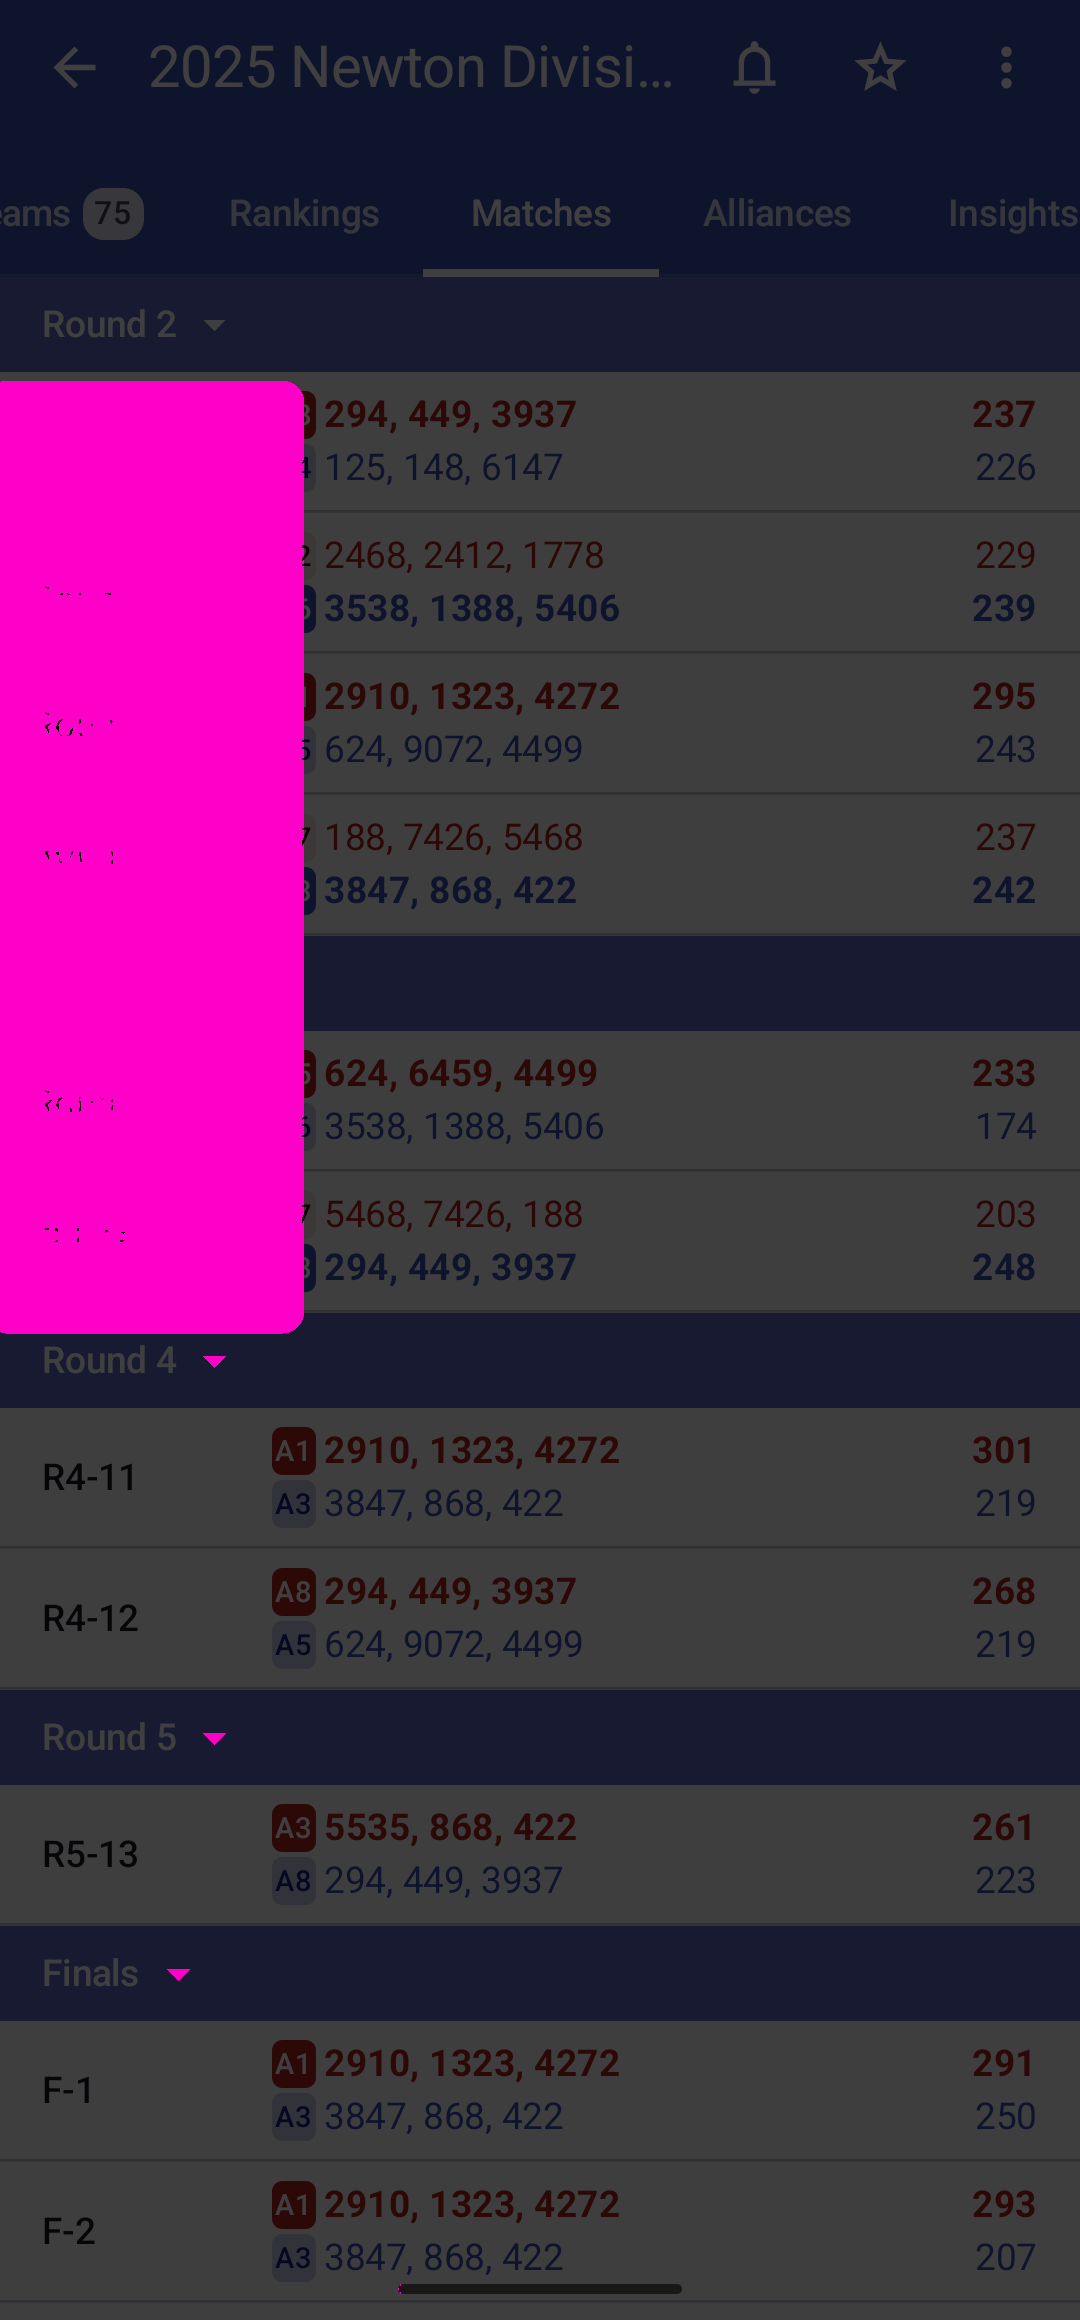 2025 Newton Divisi...
eams 75 Rankings Matches Alliances Insights
Round 2
294, 449, 3937 237
125, 148, 6147 226
2468, 2412, 1778 229
3538, 1388, 5406 239
2910, 1323, 4272 295
624, 9072, 4499 243
188, 7426, 5468 237
3847, 868, 422 242
624, 6459, 4499 233
3538, 1388, 5406 174
5468, 7426, 188 203
294, 449, 3937 248
Round 4
R4-11
A1 2910, 1323, 4272 301
A3 3847, 868, 422 219
R4-12
A8 294, 449, 3937 268
A5 624, 9072, 4499 219
Round 5
R5-13
A3 5535, 868, 422 261
A8 294, 449, 3937 223
Finals
F-1
A1 2910, 1323, 4272 291
A3 3847, 868, 422 250
F-2
A1 2910, 1323, 4272 293
A3 3847, 868, 422 207